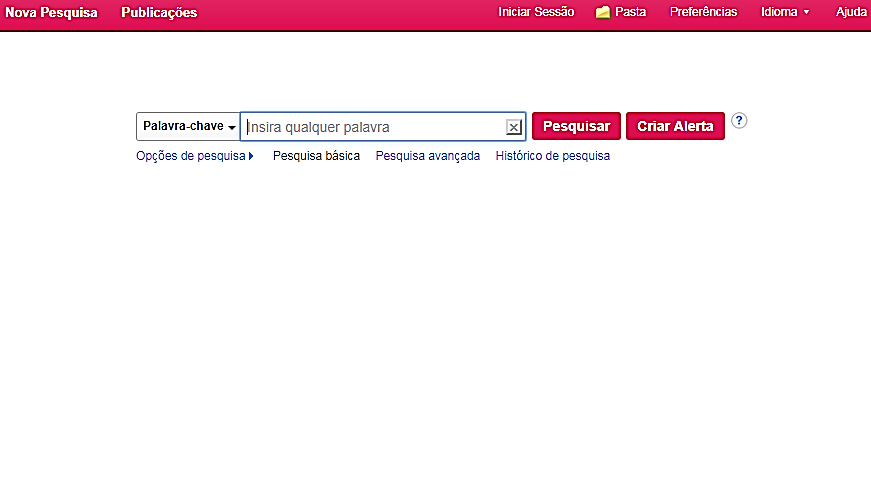 Nova Pesquisa Publicações Iniciar Sessão Pasta Preferências Idioma Ajuda
Palavra-chave Insira qualquer palavra Pesquisar Criar Alerta ?
Opções de pesquisa Pesquisa básica Pesquisa avançada Histórico de pesquisa